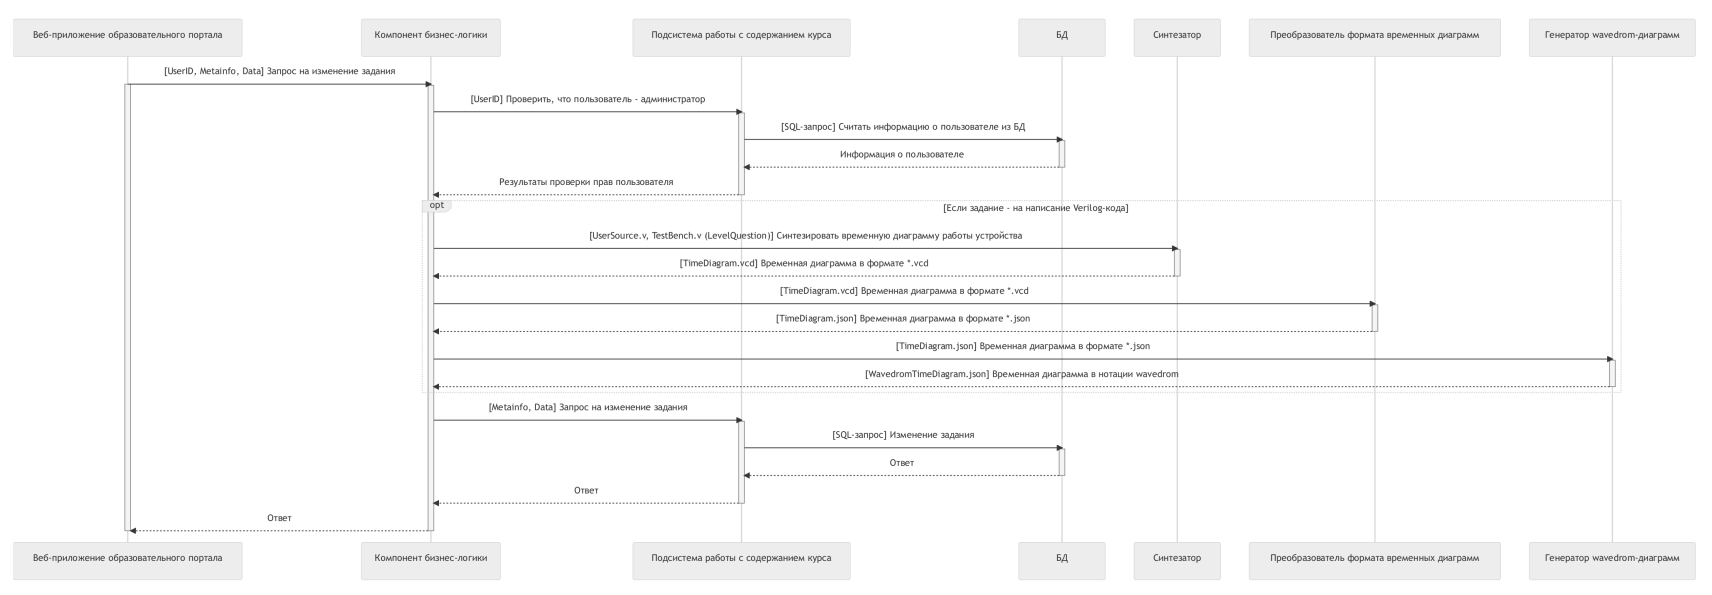 Веб-приложение образовательного портала
Компонент бизнес-логики
Подсистема работы с содержанием курса
БД
Синтезатор
Преобразователь формата временных диаграмм
Генератор wavedrom-диаграмм
[UserID, Metainfo, Data] Запрос на изменение задания
[UserID] Проверить, что пользователь - администратор
[SQL-запрос] Считать информацию о пользователе из БД
Информация о пользователе
Результаты проверки прав пользователя
opt
[Если задание - на написание Verilog-кода]
[UserSource.v, TestBench.v (LevelQuestion)] Синтезировать временную диаграмму работы устройства
[TimeDiagram.vcd] Временная диаграмма в формате *.vcd
[TimeDiagram.vcd] Временная диаграмма в формате *.vcd
[TimeDiagram.json] Временная диаграмма в формате *.json
[TimeDiagram.json] Временная диаграмма в формате *.json
[WavedromTimeDiagram.json] Временная диаграмма в нотации wavedrom
[Metainfo, Data] Запрос на изменение задания
[SQL-запрос] Изменение задания
Ответ
Ответ
Ответ
Веб-приложение образовательного портала
Компонент бизнес-логики
Подсистема работы с содержанием курса
БД
Синтезатор
Преобразователь формата временных диаграмм
Генератор wavedrom-диаграмм